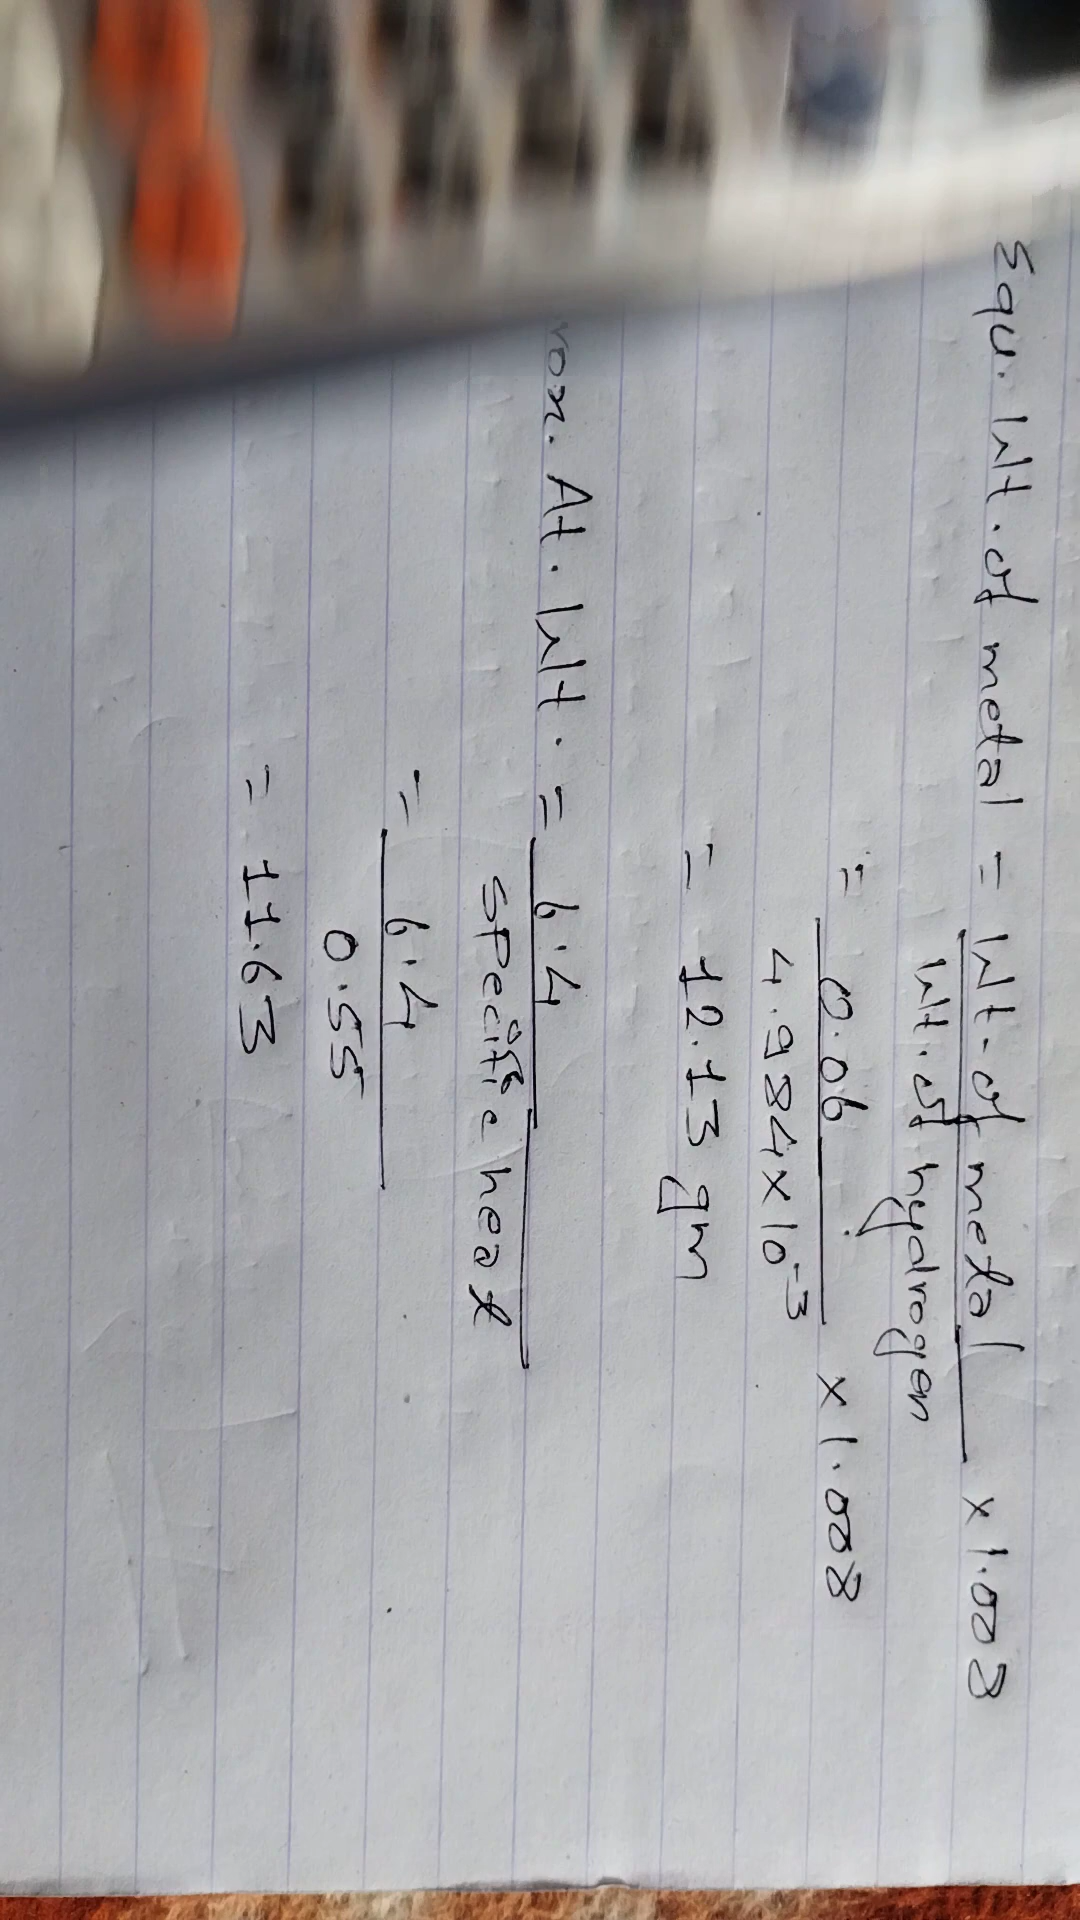 Equ. Wt. of metal = Wt. of metal / Wt. of hydrogen × 1.008
= 0.06 / 4.984×10⁻³ × 1.008
= 12.13 gm
rox. At. Wt. = 6.4 / specific heat
= 6.4 / 0.55
= 11.63